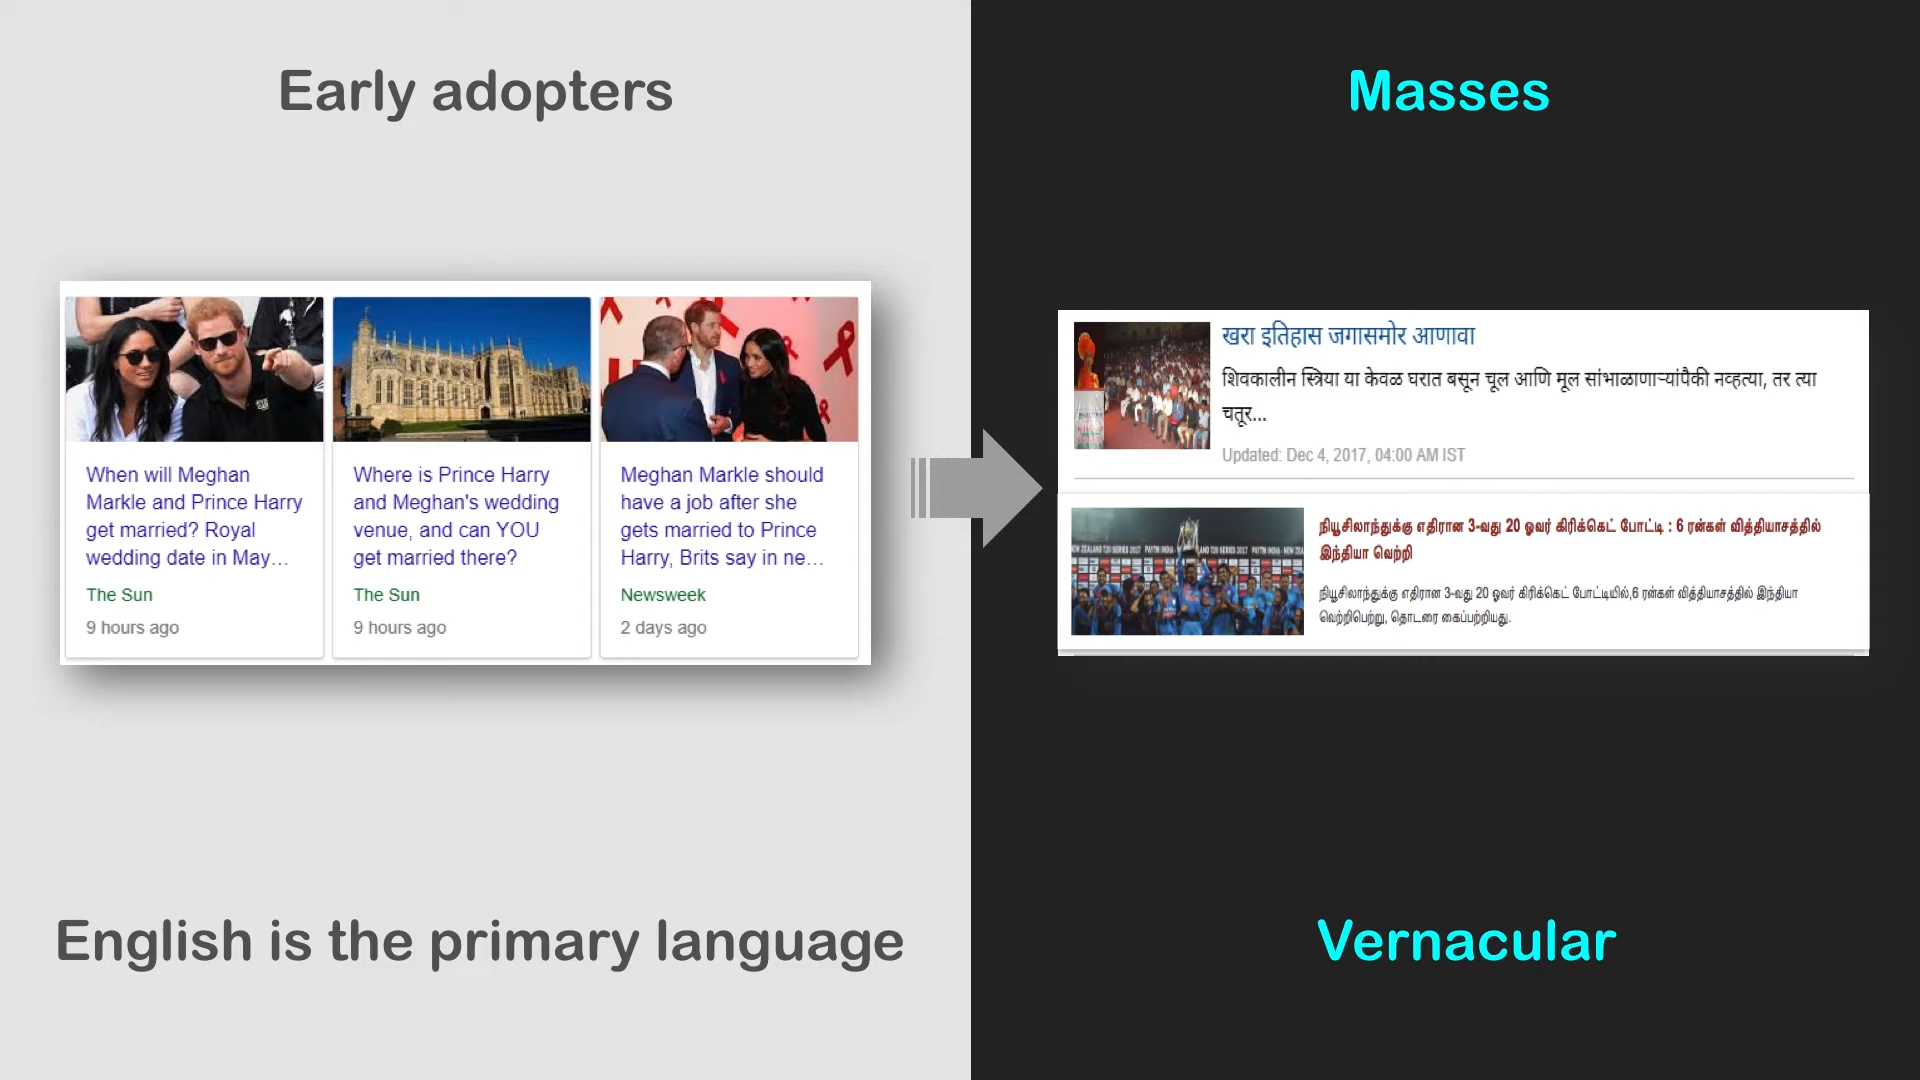 Early adopters
Masses
When will Meghan
Markle and Prince Harry
get married? Royal
wedding date in May...
The Sun
9 hours ago
Where is Prince Harry
and Meghan's wedding
venue, and can YOU
get married there?
The Sun
9 hours ago
Meghan Markle should
have a job after she
gets married to Prince
Harry, Brits say in ne...
Newsweek
2 days ago
खरा इतिहास जगासमोर आणावा
शिवकालीन स्त्रिया या केवळ घरात बसून चूल आणि मूल सांभाळाणाऱ्यांपैकी नव्हत्या, तर त्या
चतूर...
Updated: Dec 4, 2017, 04:00 AM IST
நியூசிலாந்துக்கு எதிரான 3-வது 20 ஓவர் கிரிக்கெட் போட்டி : 6 ரன்கள் வித்தியாசத்தில்
இந்தியா வெற்றி
நியூசிலாந்துக்கு எதிரான 3-வது 20 ஓவர் கிரிக்கெட் போட்டியில்,6 ரன்கள் வித்தியாசத்தில் இந்தியா
வெற்றிபெற்று, தொடரை கைப்பற்றியது.
English is the primary language
Vernacular